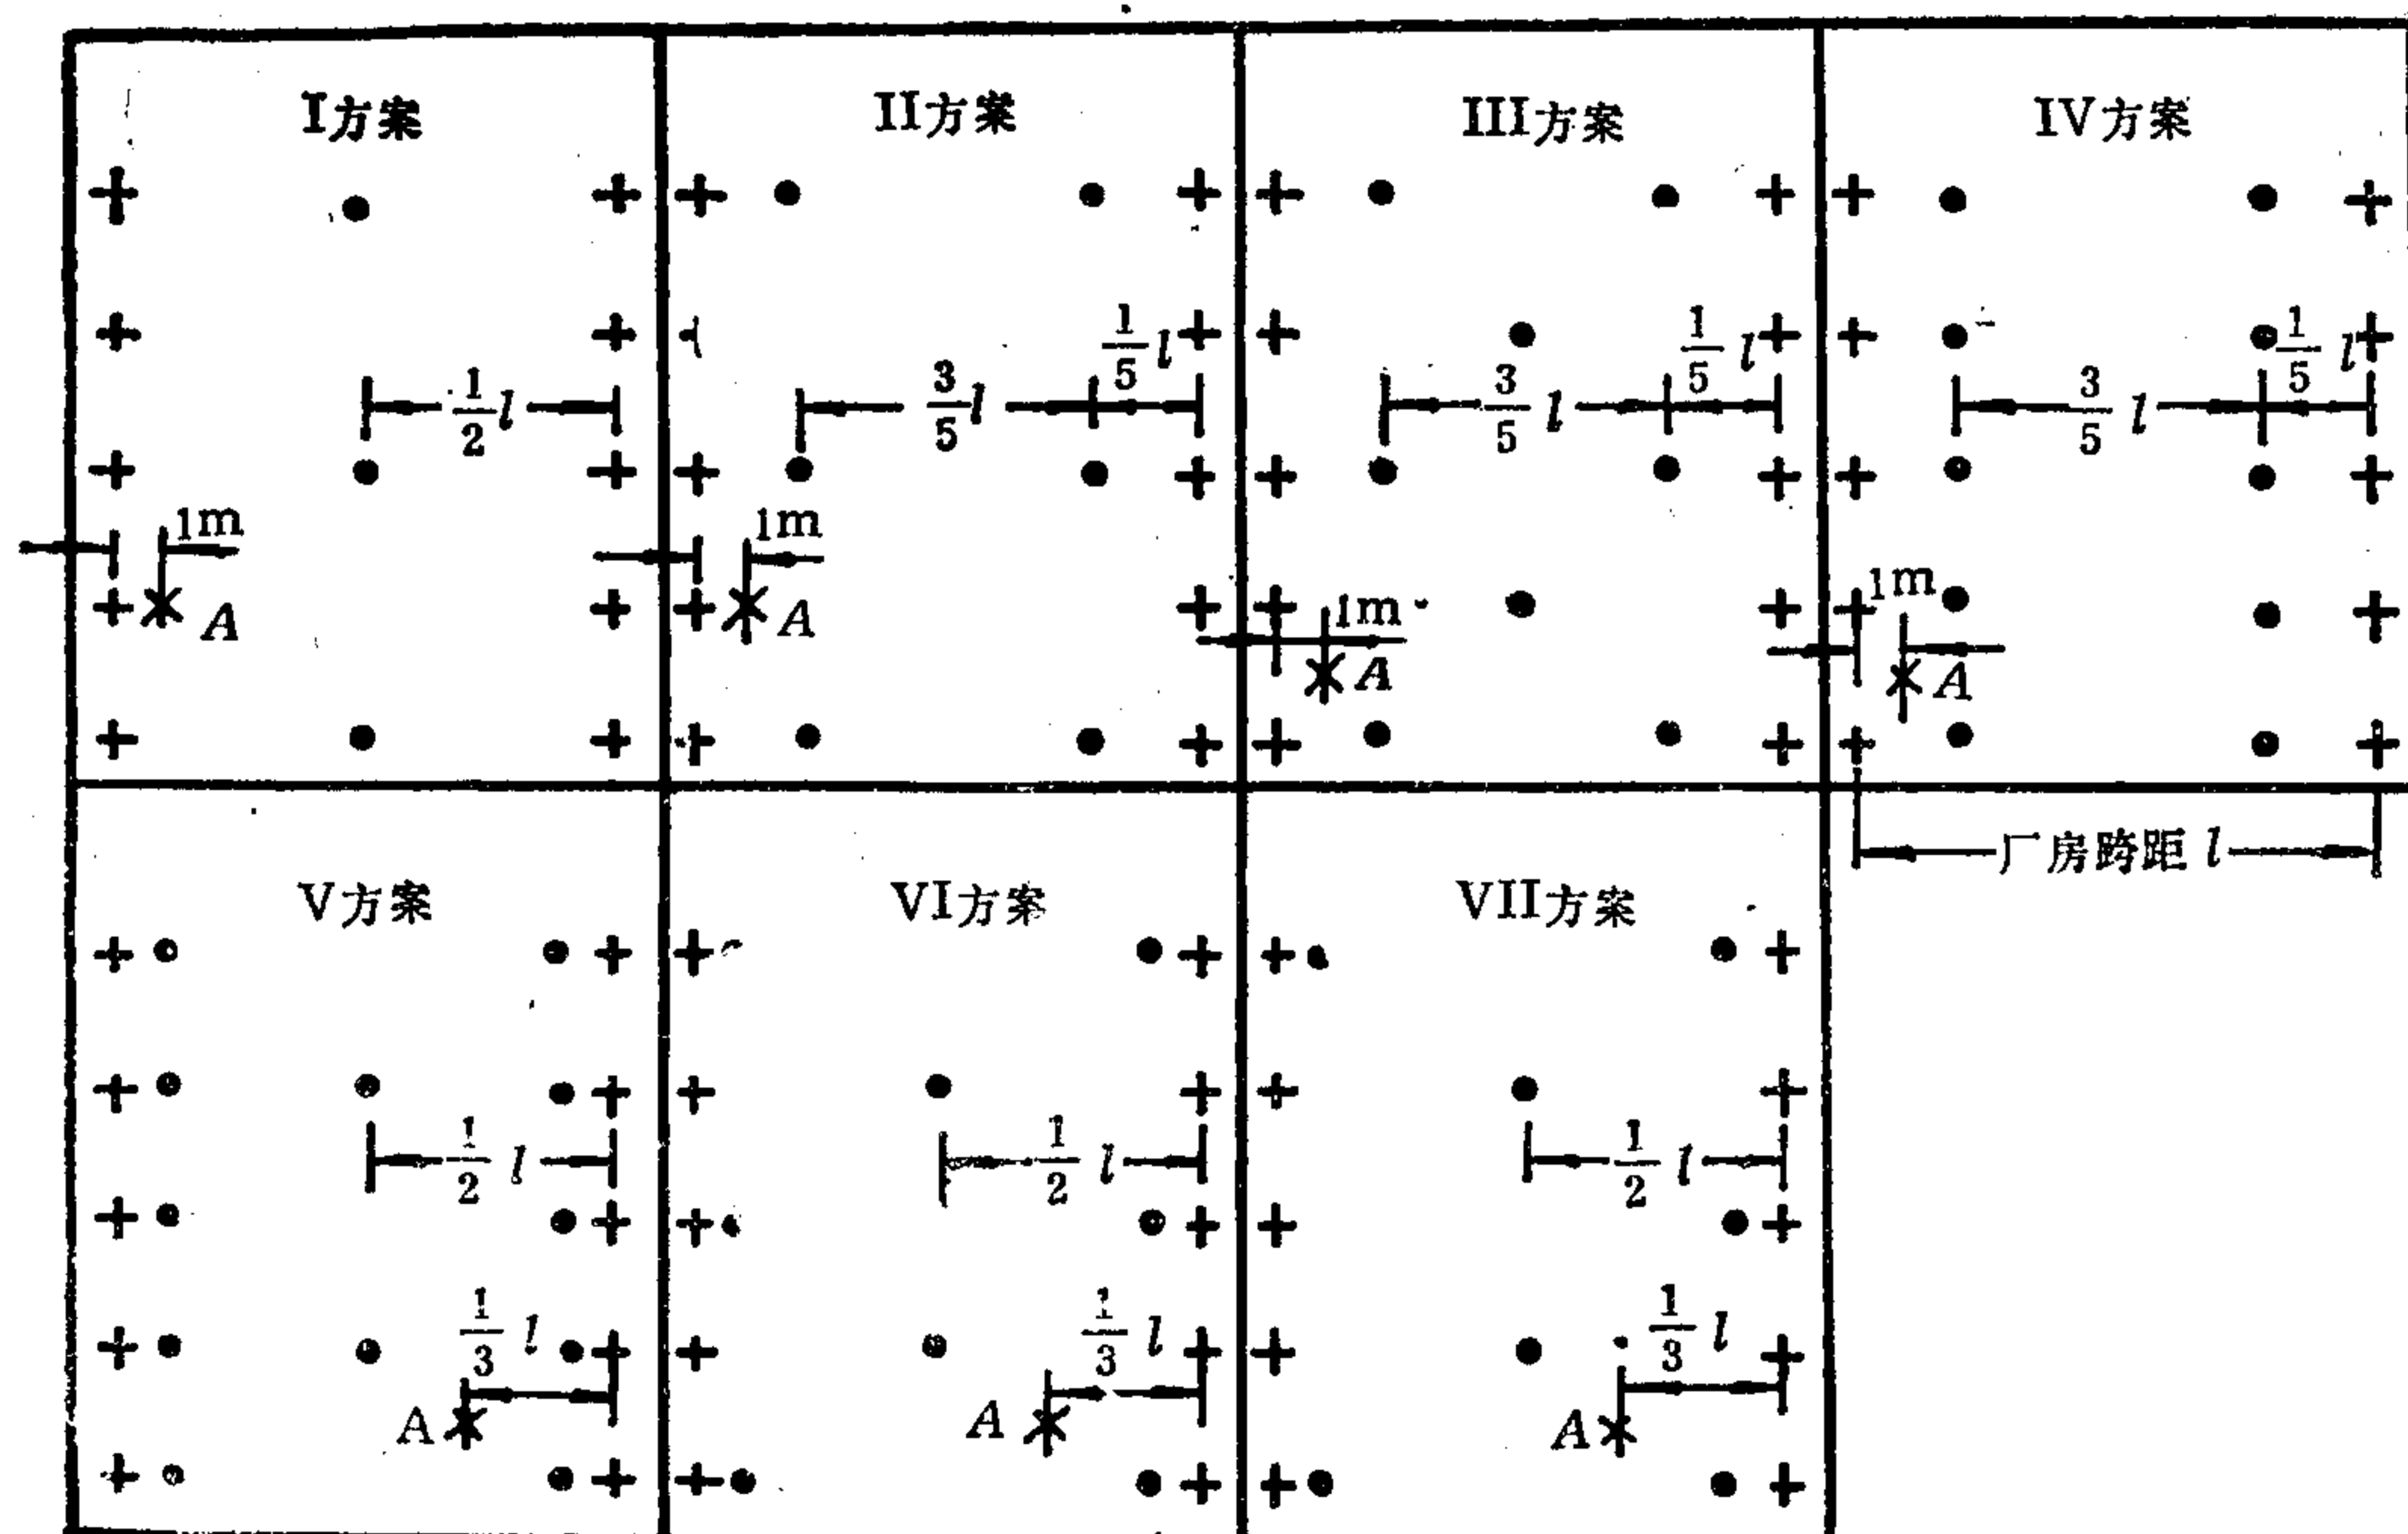 I方案
II方案
III方案
IV方案
1/2 l
3/5 l
1/5 l
3/5 l
1/5 l
3/5 l
1/5 l
1m
A
1m
A
1m
A
1m
A
厂房跨距 l
V方案
VI方案
VII方案
1/2 l
1/2 l
1/2 l
1/3 l
1/3 l
1/3 l
A
A
A